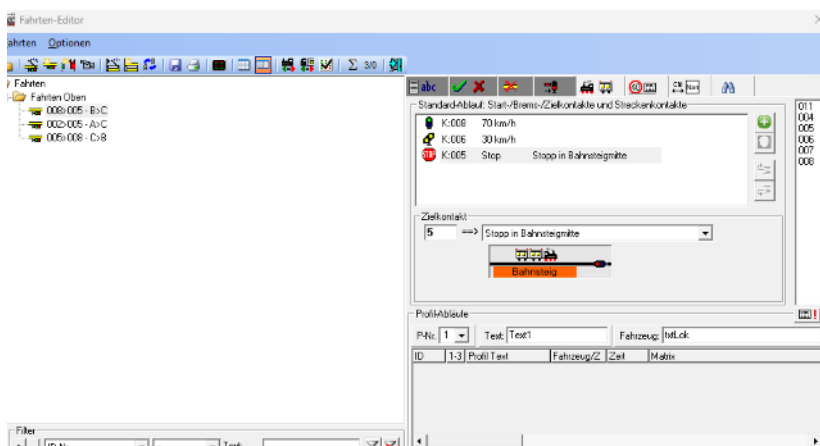 Fahrten-Editor
ahrten Optionen
Σ 3/0
Fahrten
Fahrten Oben
008>005 - B>C
002>005 - A>C
005>008 - C>B
abc
Standard-Ablauf: Start-/Brems-/Zielkontakte und Streckenkontakte
K:008 70 km/h
K:006 30 km/h
STOP K:005 Stop Stopp in Bahnsteigmitte
011
004
005
006
007
008
Zielkontakt
5 ==> Stopp in Bahnsteigmitte
Bahnsteig
Profil-Abläufe
P-Nr. 1 Text: Text1 Fahrzeug: txtLok
ID 1-3 Profil Text Fahrzeug/Z Zeit Matrix
Filter
Text: